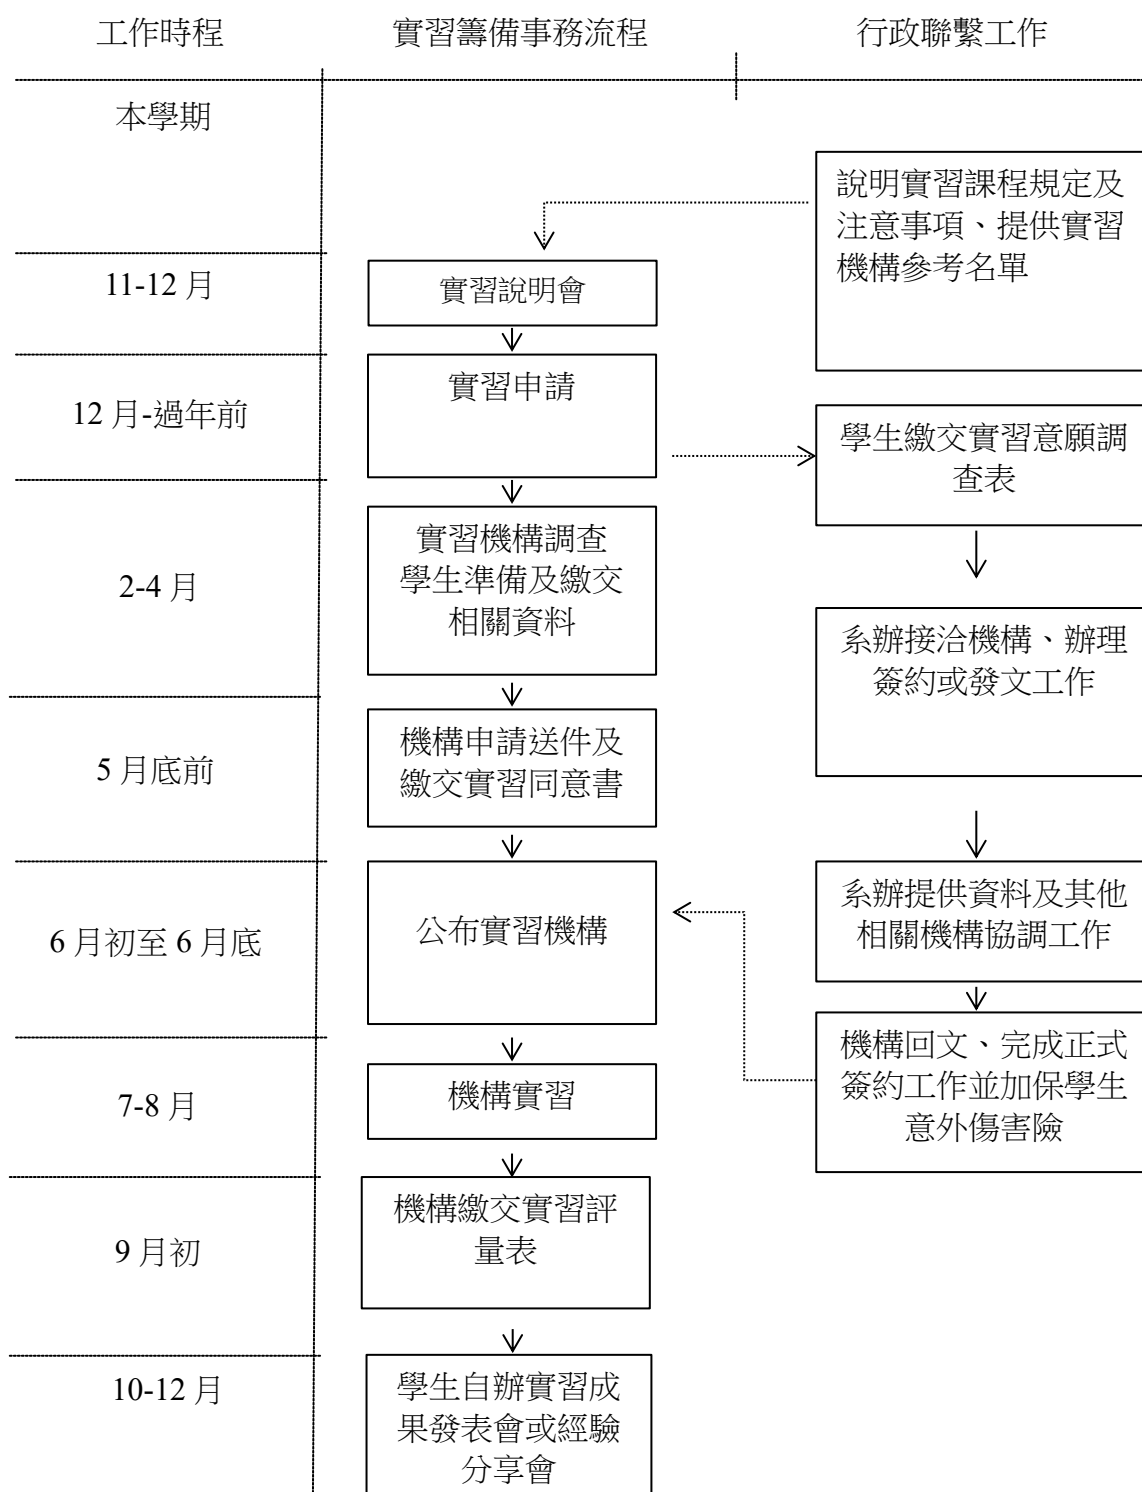 工作時程
實習籌備事務流程
行政聯繫工作
本學期
說明實習課程規定及
注意事項、提供實習
機構參考名單
11-12 月
實習說明會
12 月-過年前
實習申請
學生繳交實習意願調
查表
2-4 月
實習機構調查
學生準備及繳交
相關資料
系辦接洽機構、辦理
簽約或發文工作
5 月底前
機構申請送件及
繳交實習同意書
6 月初至 6 月底
公布實習機構
系辦提供資料及其他
相關機構協調工作
機構回文、完成正式
簽約工作並加保學生
意外傷害險
7-8 月
機構實習
9 月初
機構繳交實習評
量表
10-12 月
學生自辦實習成
果發表會或經驗
分享會